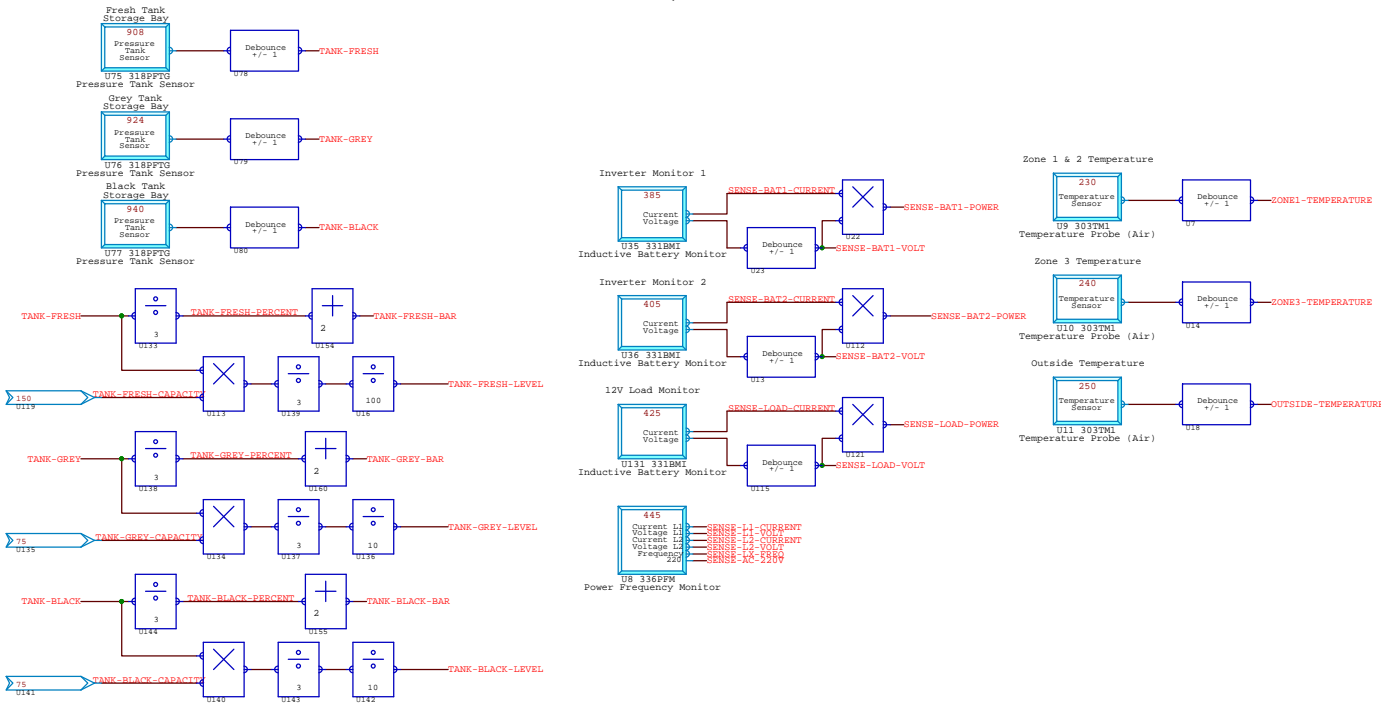 Fresh Tank
Storage Bay
908
Pressure
Tank
Sensor
U75 318PFTG
Pressure Tank Sensor
Debounce
+/- 1
U78
TANK-FRESH
Grey Tank
Storage Bay
924
Pressure
Tank
Sensor
U76 318PFTG
Pressure Tank Sensor
Debounce
+/- 1
U79
TANK-GREY
Black Tank
Storage Bay
940
Pressure
Tank
Sensor
U77 318PFTG
Pressure Tank Sensor
Debounce
+/- 1
U80
TANK-BLACK
TANK-FRESH
3
U133
TANK-FRESH-PERCENT
2
U154
TANK-FRESH-BAR
150
U119
TANK-FRESH-CAPACITY
U113
3
U139
100
U16
TANK-FRESH-LEVEL
TANK-GREY
3
U138
TANK-GREY-PERCENT
2
U160
TANK-GREY-BAR
75
U135
TANK-GREY-CAPACITY
U134
3
U137
10
U136
TANK-GREY-LEVEL
TANK-BLACK
3
U144
TANK-BLACK-PERCENT
2
U155
TANK-BLACK-BAR
75
U141
TANK-BLACK-CAPACITY
U140
3
U143
10
U142
TANK-BLACK-LEVEL
Inverter Monitor 1
385
Current
Voltage
U35 331BMI
Inductive Battery Monitor
SENSE-BAT1-CURRENT
Debounce
+/- 1
U23
U22
SENSE-BAT1-POWER
SENSE-BAT1-VOLT
Inverter Monitor 2
405
Current
Voltage
U36 331BMI
Inductive Battery Monitor
SENSE-BAT2-CURRENT
Debounce
+/- 1
U13
U112
SENSE-BAT2-POWER
SENSE-BAT2-VOLT
12V Load Monitor
425
Current
Voltage
U131 331BMI
Inductive Battery Monitor
SENSE-LOAD-CURRENT
Debounce
+/- 1
U115
U121
SENSE-LOAD-POWER
SENSE-LOAD-VOLT
445
Current L1
Voltage L1
Current L2
Voltage L2
Frequency
220
U8 336PFM
Power Frequency Monitor
SENSE-L1-CURRENT
SENSE-L1-VOLT
SENSE-L2-CURRENT
SENSE-L2-VOLT
SENSE-LX-FREQ
SENSE-AC-220V
Zone 1 & 2 Temperature
230
Temperature
Sensor
U9 303TM1
Temperature Probe (Air)
Debounce
+/- 1
U7
ZONE1-TEMPERATURE
Zone 3 Temperature
240
Temperature
Sensor
U10 303TM1
Temperature Probe (Air)
Debounce
+/- 1
U14
ZONE3-TEMPERATURE
Outside Temperature
250
Temperature
Sensor
U11 303TM1
Temperature Probe (Air)
Debounce
+/- 1
U18
OUTSIDE-TEMPERATURE